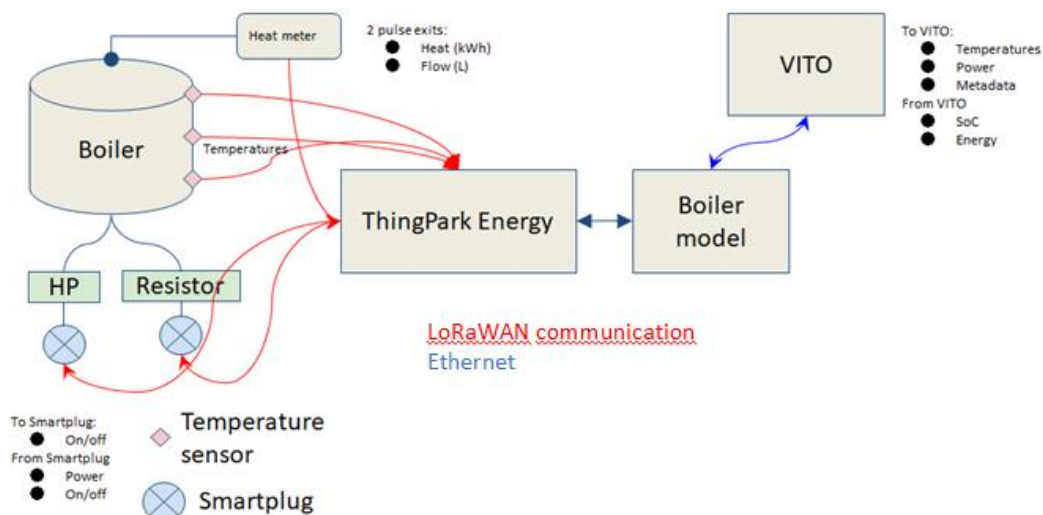 Heat meter
2 pulse exits:
Heat (kWh)
Flow (L)
VITO
To VITO:
Temperatures
Power
Metadata
From VITO
SoC
Energy
Boiler
Temperatures
ThingPark Energy
Boiler
model
HP
Resistor
LoRaWAN communication
Ethernet
To Smartplug:
On/off
From Smartplug
Power
On/off
Temperature
sensor
Smartplug